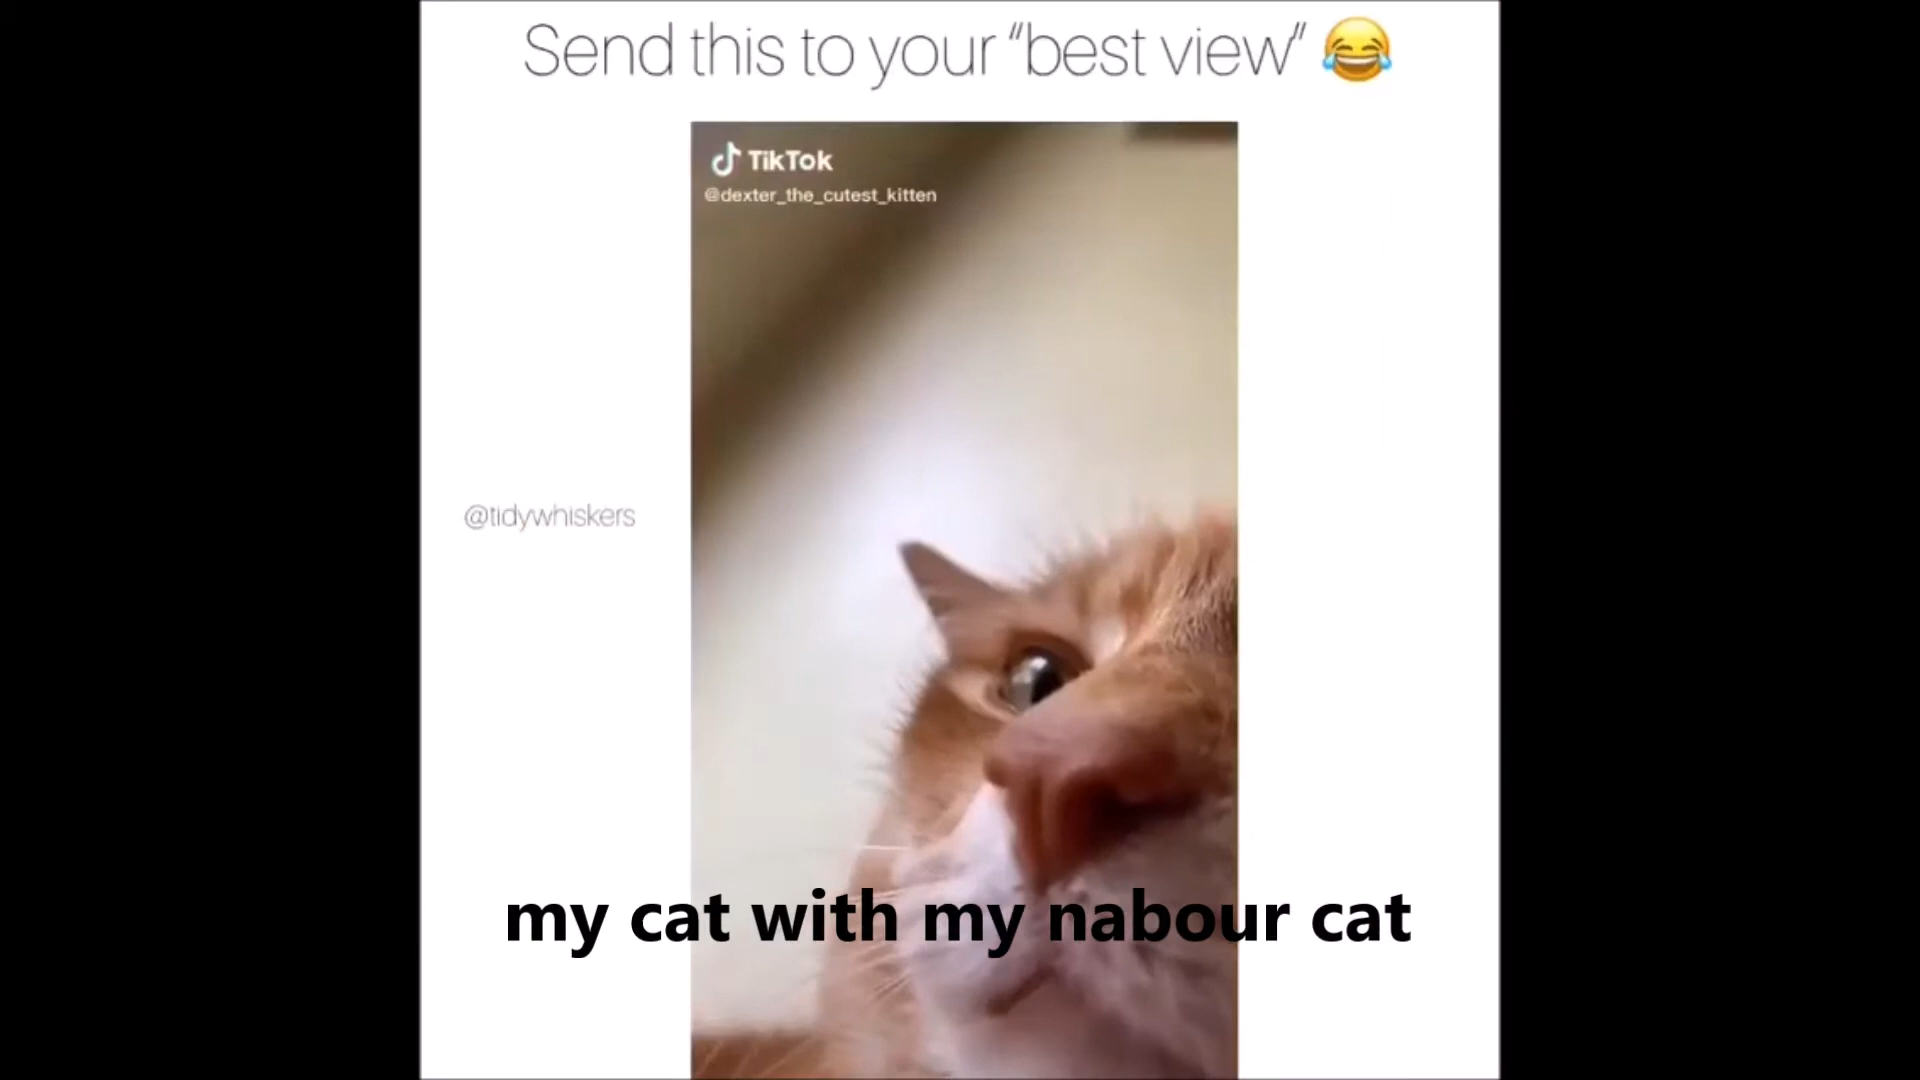 Send this to your “best view” 😂
TikTok
@dexter_the_cutest_kitten
@tidywhiskers
my cat with my nabour cat